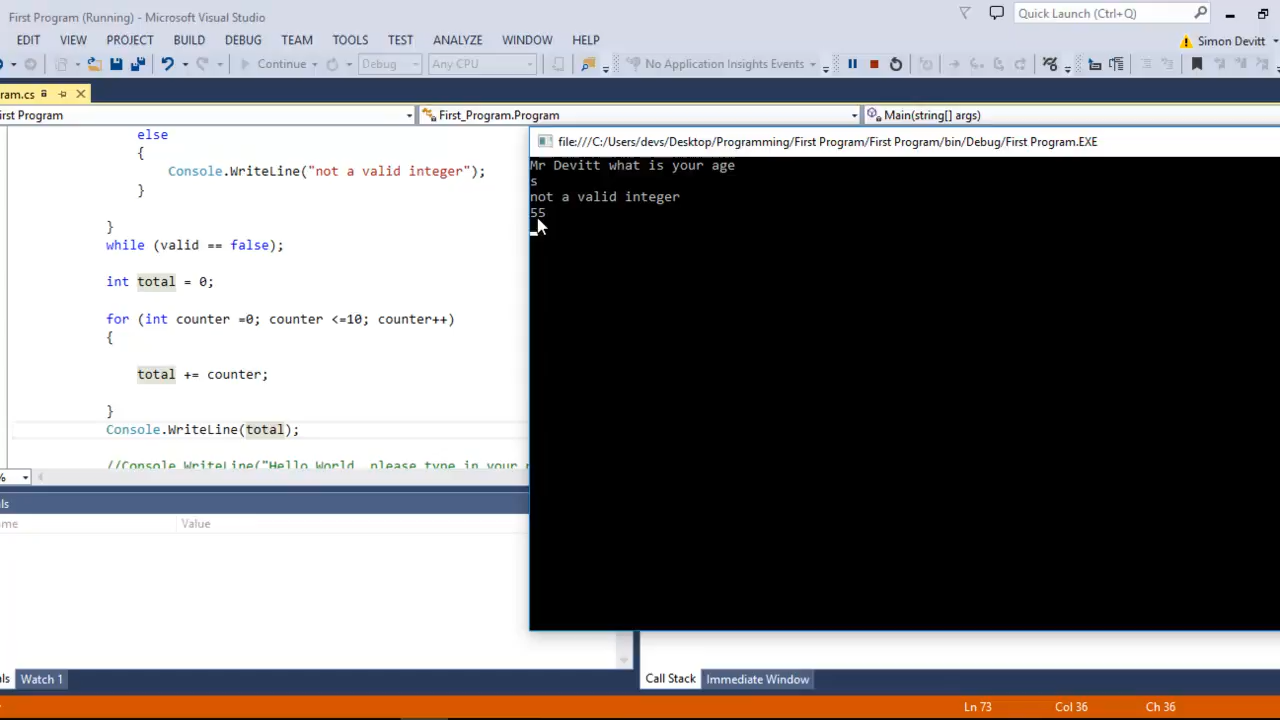 First Program (Running) - Microsoft Visual Studio
Quick Launch (Ctrl+Q)
EDIT VIEW PROJECT BUILD DEBUG TEAM TOOLS TEST ANALYZE WINDOW HELP
Simon Devitt
Continue Debug Any CPU No Application Insights Events
ram.cs
irst Program First_Program.Program Main(string[] args)
else
{
Console.WriteLine("not a valid integer");
}
}
while (valid == false);
int total = 0;
for (int counter =0; counter <=10; counter++)
{
total += counter;
}
Console.WriteLine(total);
//Console.WriteLine("Hello World, please type in your
file:///C:/Users/devs/Desktop/Programming/First Program/First Program/bin/Debug/First Program.EXE
Mr Devitt what is your age
s
not a valid integer
55
%
ls
ame Value
ls Watch 1
Call Stack Immediate Window
Ln 73 Col 36 Ch 36